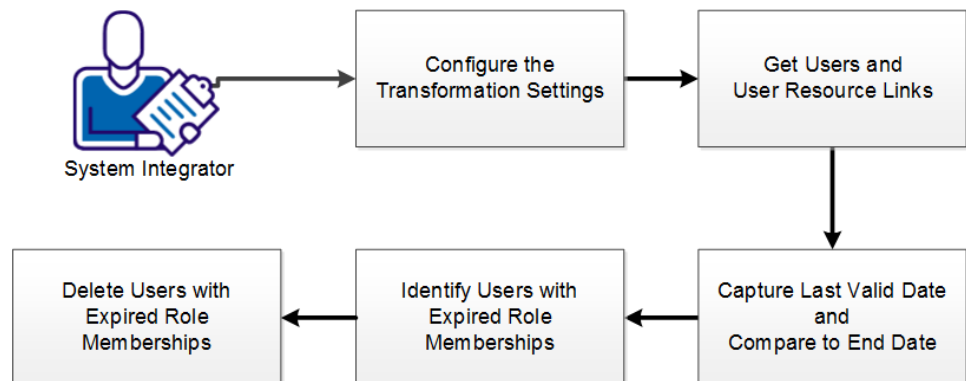 System Integrator
Configure the
Transformation Settings
Get Users and
User Resource Links
Capture Last Valid Date
and
Compare to End Date
Identify Users with
Expired Role
Memberships
Delete Users with
Expired Role
Memberships